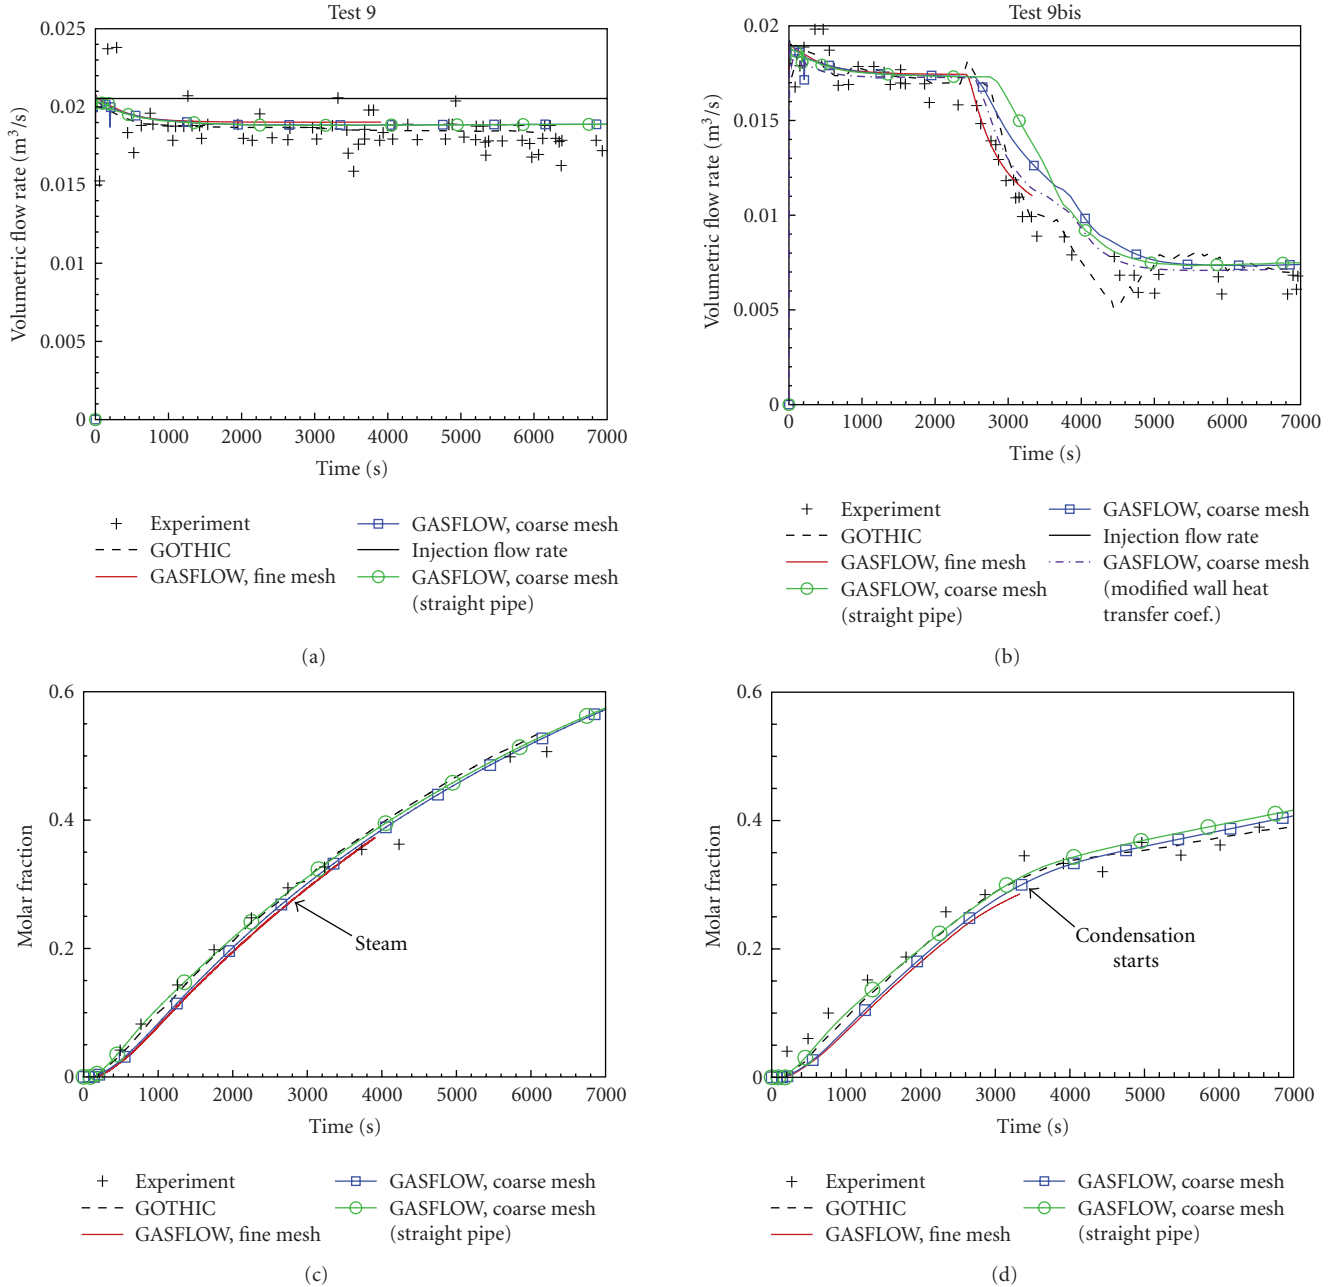 Test 9
0.025
0.02
0.015
0.01
0.005
0
Volumetric flow rate (m³/s)
0 1000 2000 3000 4000 5000 6000 7000
Time (s)
Experiment
GOTHIC
GASFLOW, fine mesh
GASFLOW, coarse mesh
Injection flow rate
GASFLOW, coarse mesh
(straight pipe)
(a)
Test 9bis
0.02
0.015
0.01
0.005
0
Volumetric flow rate (m³/s)
0 1000 2000 3000 4000 5000 6000 7000
Time (s)
Experiment
GOTHIC
GASFLOW, fine mesh
GASFLOW, coarse mesh
(straight pipe)
GASFLOW, coarse mesh
Injection flow rate
GASFLOW, coarse mesh
(modified wall heat
transfer coef.)
(b)
0.6
0.4
0.2
0
Molar fraction
Steam
0 1000 2000 3000 4000 5000 6000 7000
Time (s)
Experiment
GOTHIC
GASFLOW, fine mesh
GASFLOW, coarse mesh
GASFLOW, coarse mesh
(straight pipe)
(c)
0.6
0.4
0.2
0
Molar fraction
Condensation
starts
0 1000 2000 3000 4000 5000 6000 7000
Time (s)
Experiment
GOTHIC
GASFLOW, fine mesh
GASFLOW, coarse mesh
GASFLOW, coarse mesh
(straight pipe)
(d)